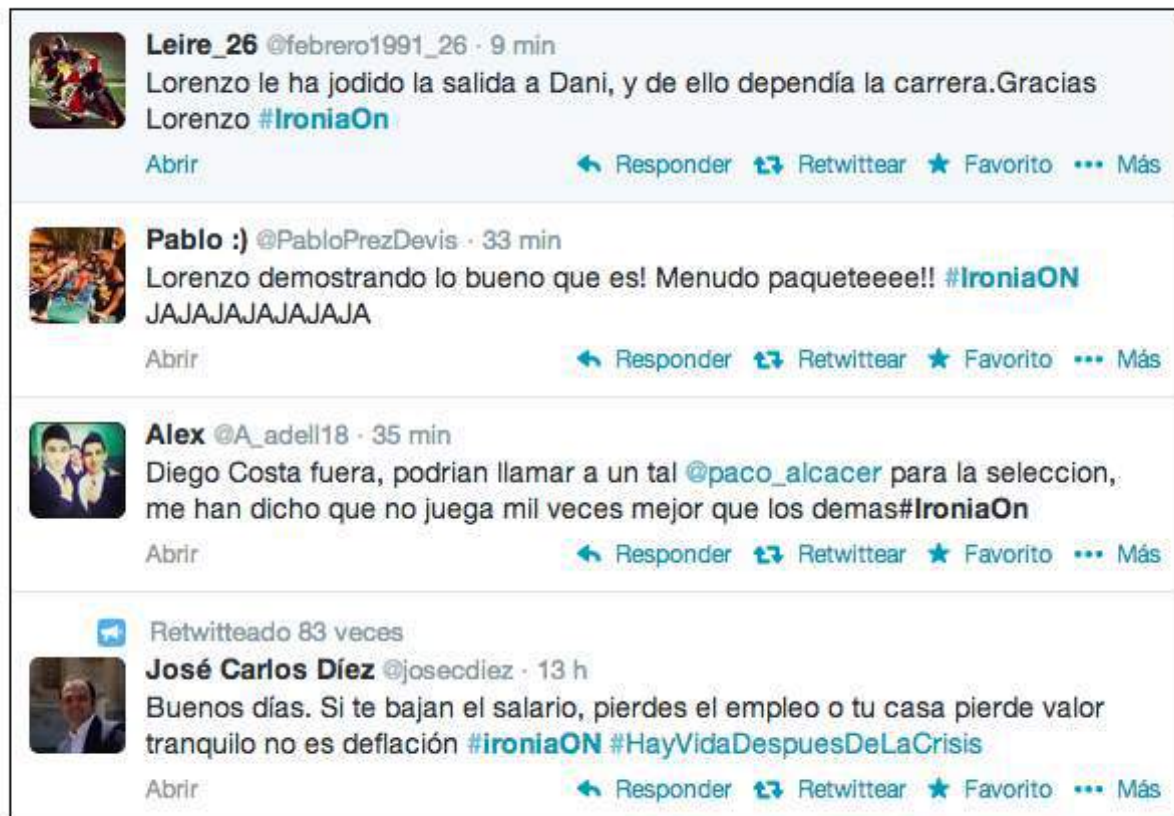 Leire_26 @febrero1991_26 · 9 min
Lorenzo le ha jodido la salida a Dani, y de ello dependía la carrera.Gracias
Lorenzo #IroniaOn
Abrir Responder Retwittear Favorito ••• Más
Pablo :) @PabloPrezDevis · 33 min
Lorenzo demostrando lo bueno que es! Menudo paqueteeee!! #IroniaON
JAJAJAJAJAJAJA
Abrir Responder Retwittear Favorito ••• Más
Alex @A_adell18 · 35 min
Diego Costa fuera, podrian llamar a un tal @paco_alcacer para la seleccion,
me han dicho que no juega mil veces mejor que los demas#IroniaOn
Abrir Responder Retwittear Favorito ••• Más
Retwitteado 83 veces
José Carlos Díez @josecdiez · 13 h
Buenos días. Si te bajan el salario, pierdes el empleo o tu casa pierde valor
tranquilo no es deflación #ironiaON #HayVidaDespuesDeLaCrisis
Abrir Responder Retwittear Favorito ••• Más